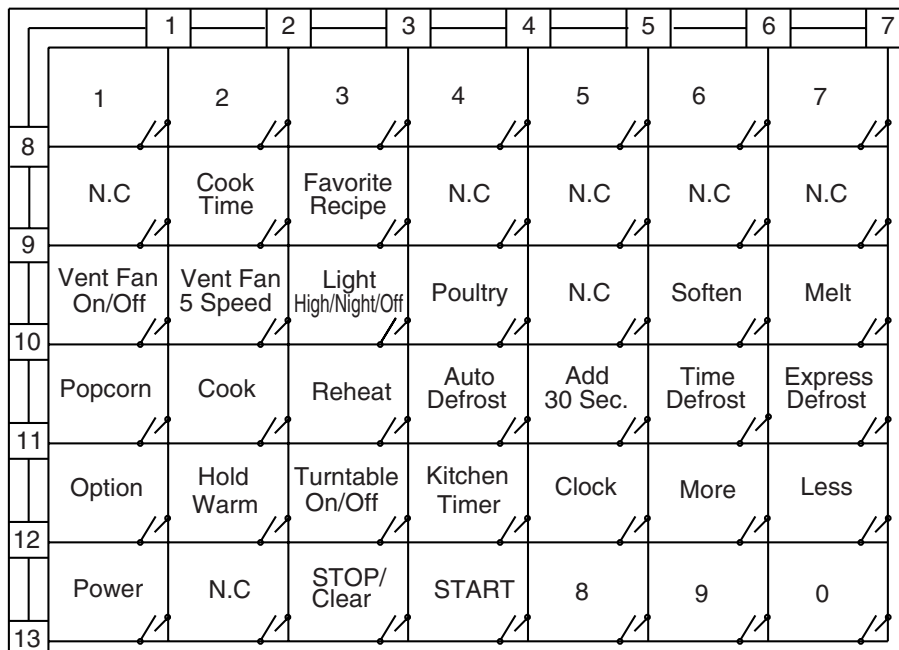 1 2 3 4 5 6 7
1 2 3 4 5 6 7
8
N.C Cook Time Favorite Recipe N.C N.C N.C N.C
9
Vent Fan On/Off Vent Fan 5 Speed Light High/Night/Off Poultry N.C Soften Melt
10
Popcorn Cook Reheat Auto Defrost Add 30 Sec. Time Defrost Express Defrost
11
Option Hold Warm Turntable On/Off Kitchen Timer Clock More Less
12
Power N.C STOP/ Clear START 8 9 0
13